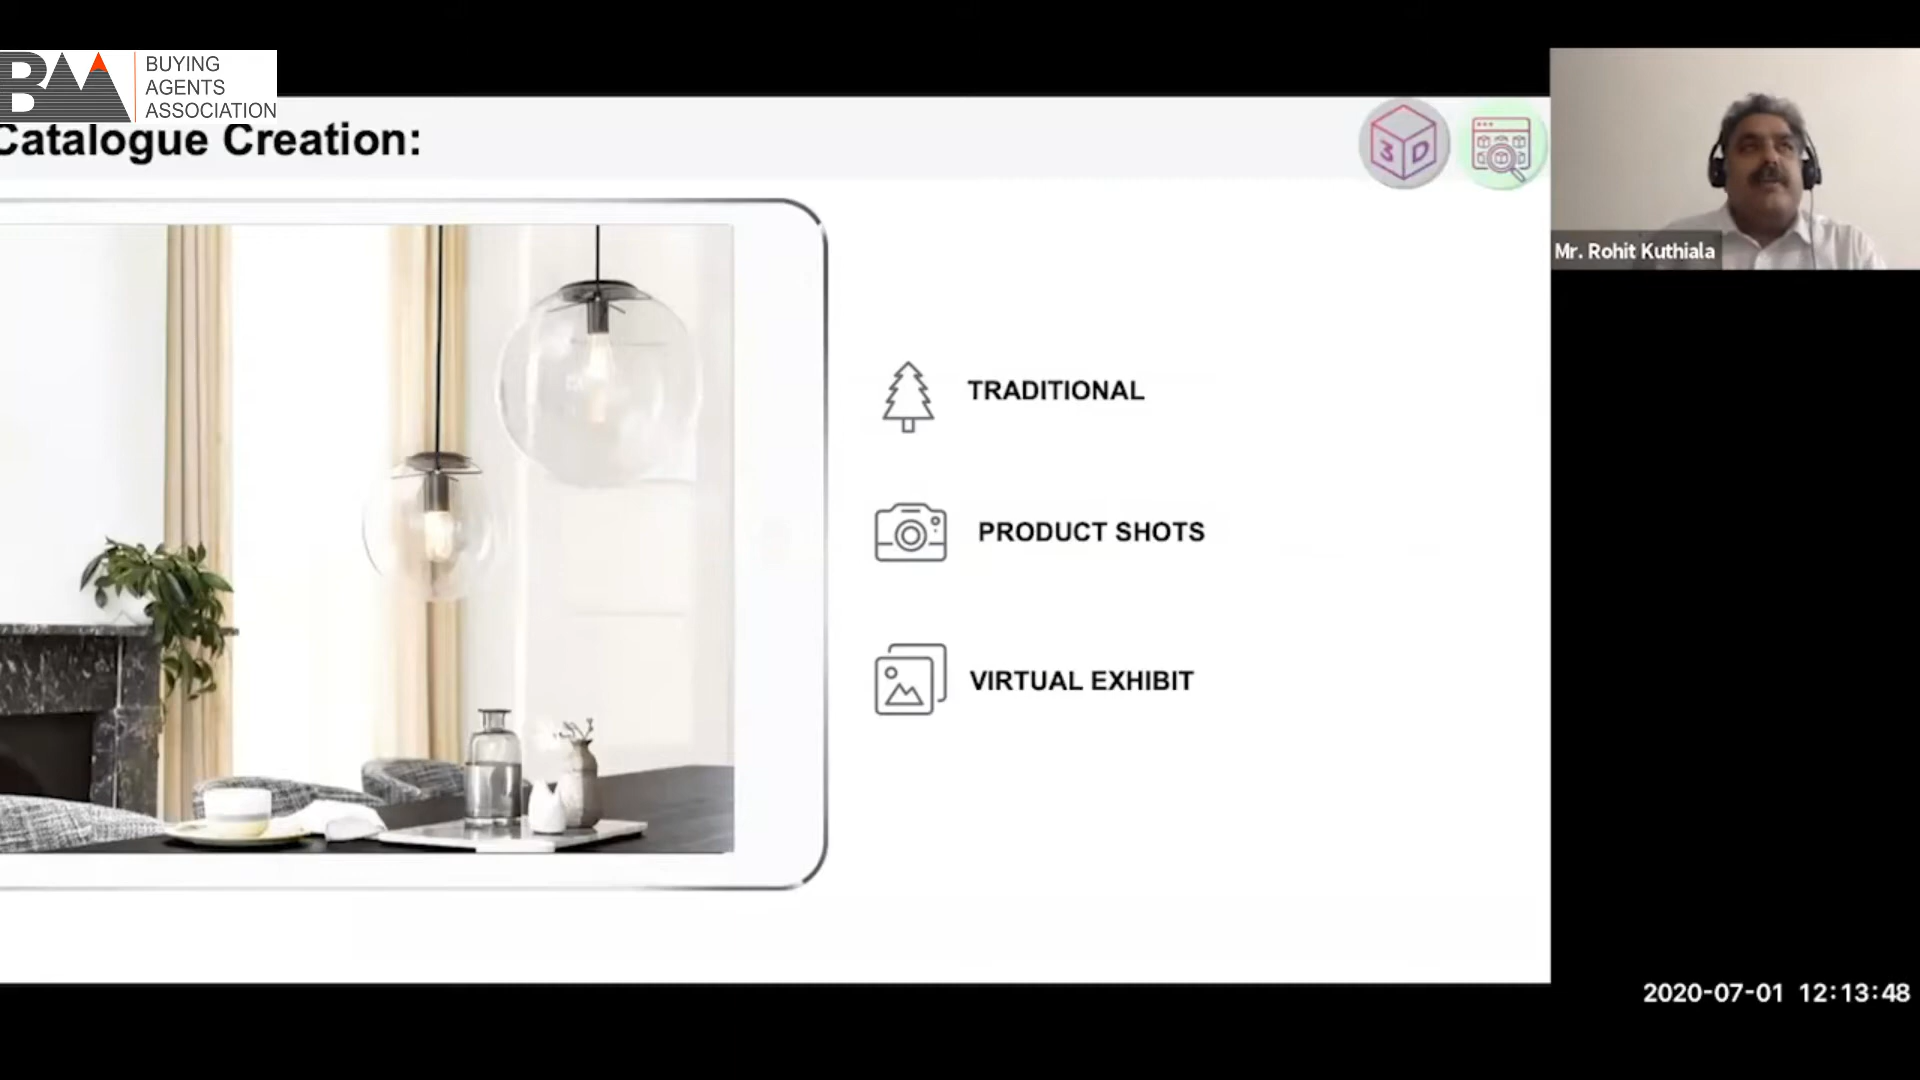 BUYING
AGENTS
ASSOCIATION
Catalogue Creation:
3D
Mr. Rohit Kuthiala
TRADITIONAL
PRODUCT SHOTS
VIRTUAL EXHIBIT
2020-07-01 12:13:48